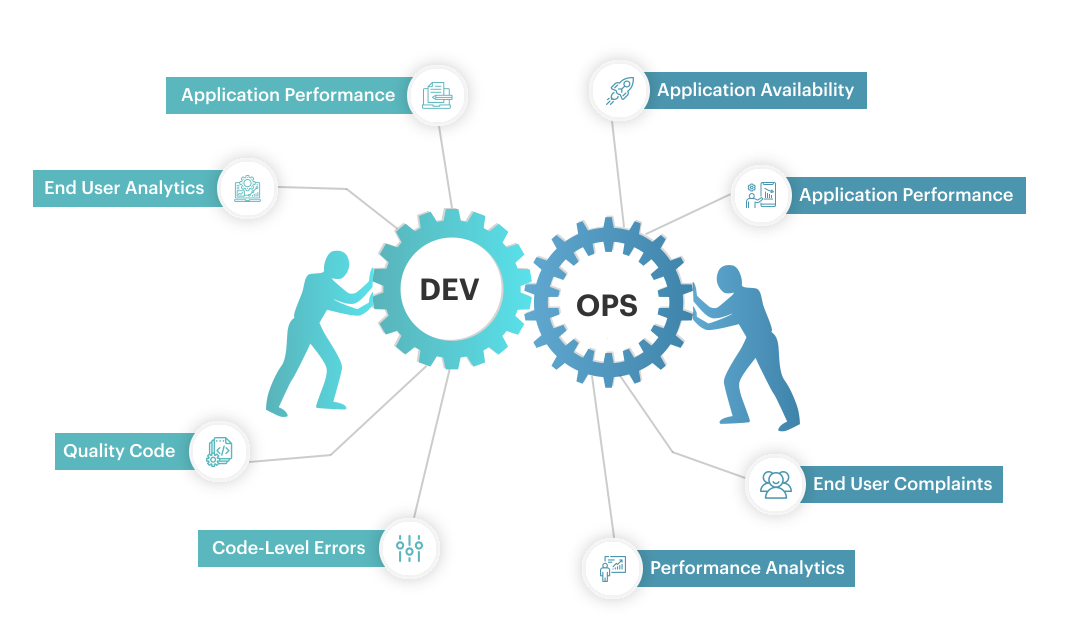 Application Performance
End User Analytics
DEV
Quality Code
Code-Level Errors
Application Availability
Application Performance
OPS
End User Complaints
Performance Analytics